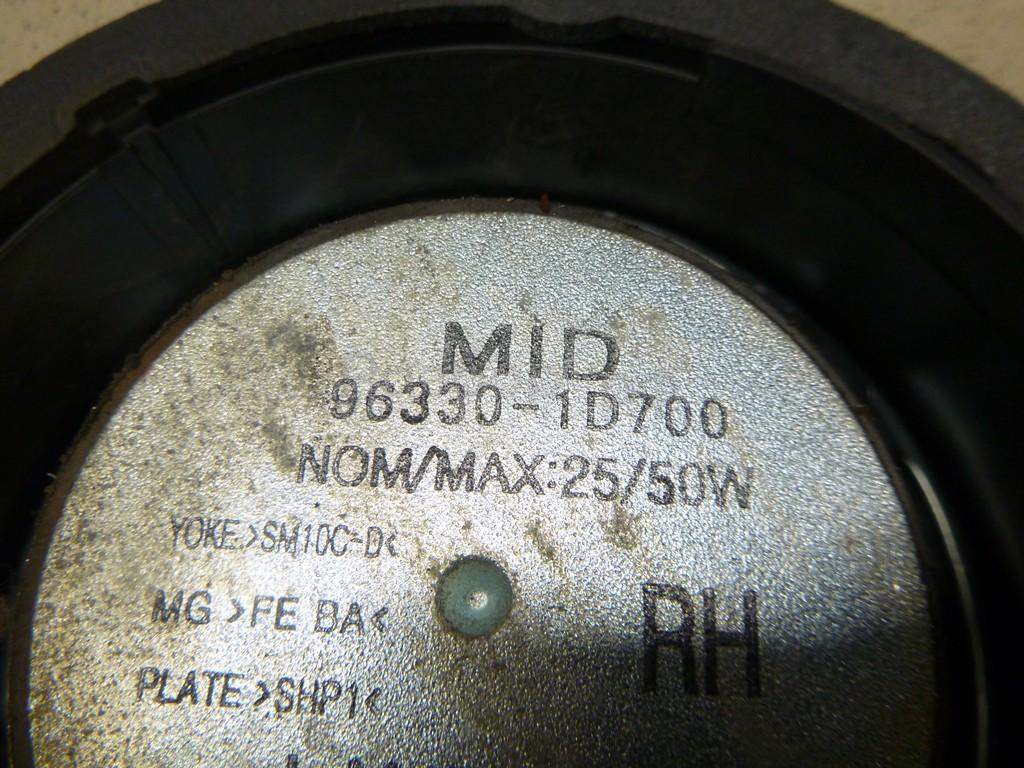 MID
96330-1D700
NOM/MAX:25/50W
YOKE>SM10C-D<
MG >FE BA<
RH
PLATE>SHP1<